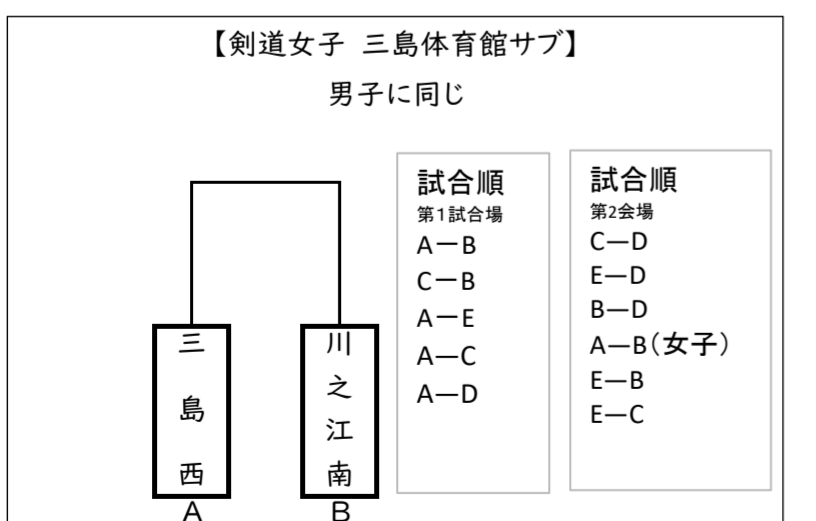 【剣道女子 三島体育館サブ】
男子に同じ
三島西
A
川之江南
B
試合順
第1試合場
A－B
C－B
A－E
A－C
A－D
試合順
第2会場
C―D
E―D
B―D
A―B（女子）
E―B
E―C